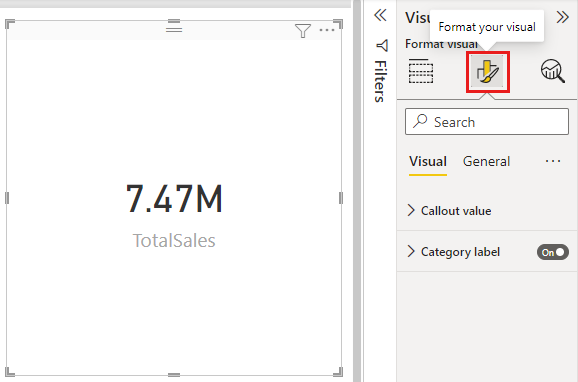 Visu
Format your visual
Format visual
Filters
Search
Visual General
7.47M
TotalSales
Callout value
Category label On